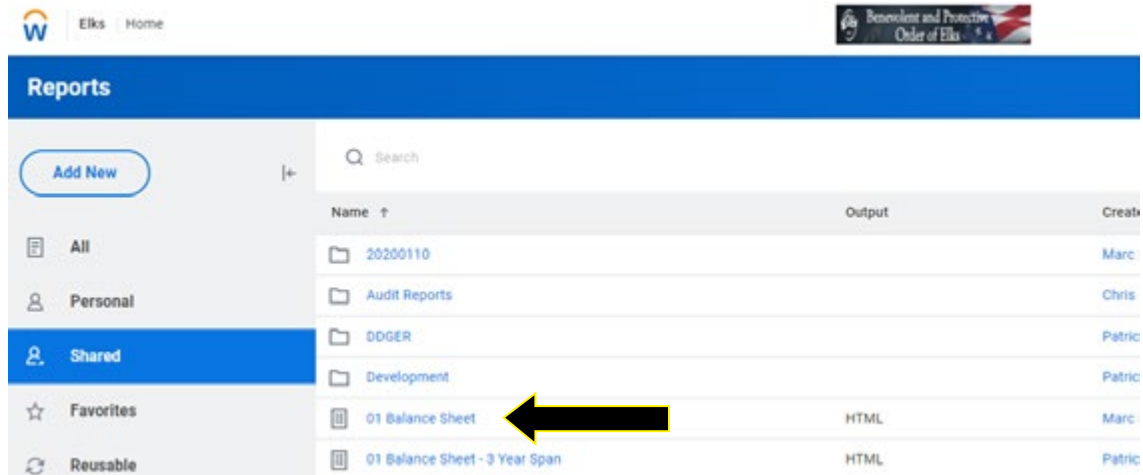 Elks Home
Benevolent and Protective
Order of Elks
Reports
Add New
Search
Name ↑ Output Create
All
Personal
Shared
Favorites
Reusable
20200110 Marc
Audit Reports Chris
DDGER Patric
Development Patric
01 Balance Sheet HTML Marc
01 Balance Sheet - 3 Year Span HTML Patric